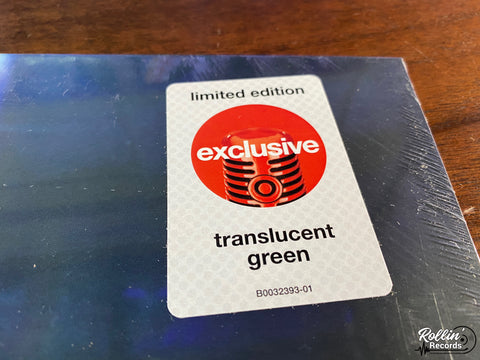 limited edition
exclusive
translucent
green
B0032393-01
Rollin'
Records